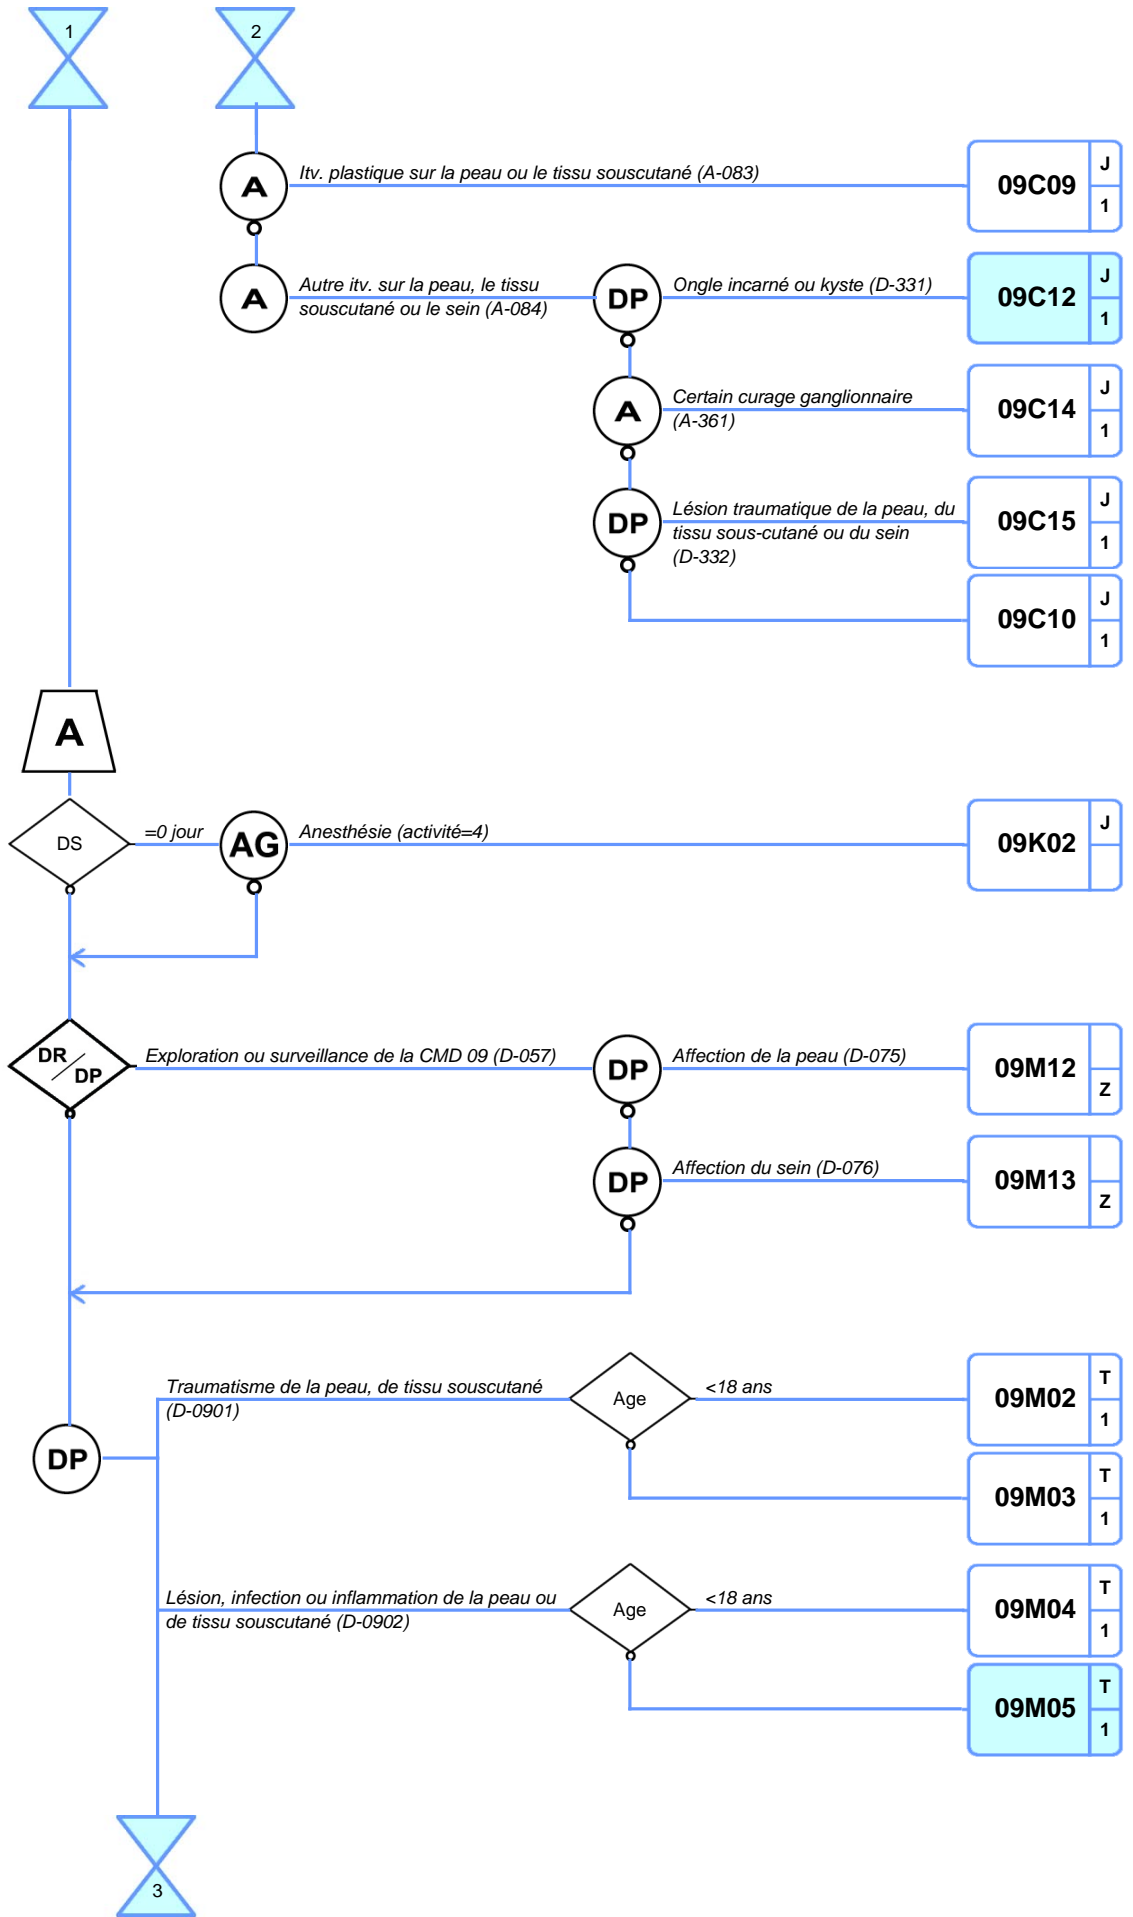 1
2
A
Itv. plastique sur la peau ou le tissu souscutané (A-083)
09C09
J
1
A
Autre itv. sur la peau, le tissu
souscutané ou le sein (A-084)
DP
Ongle incarné ou kyste (D-331)
09C12
J
1
A
Certain curage ganglionnaire
(A-361)
09C14
J
1
DP
Lésion traumatique de la peau, du
tissu sous-cutané ou du sein
(D-332)
09C15
J
1
09C10
J
1
A
DS
=0 jour
AG
Anesthésie (activité=4)
09K02
J
DR/DP
Exploration ou surveillance de la CMD 09 (D-057)
DP
Affection de la peau (D-075)
09M12
Z
DP
Affection du sein (D-076)
09M13
Z
DP
Traumatisme de la peau, de tissu souscutané
(D-0901)
Age
<18 ans
09M02
T
1
09M03
T
1
Lésion, infection ou inflammation de la peau ou
de tissu souscutané (D-0902)
Age
<18 ans
09M04
T
1
09M05
T
1
3